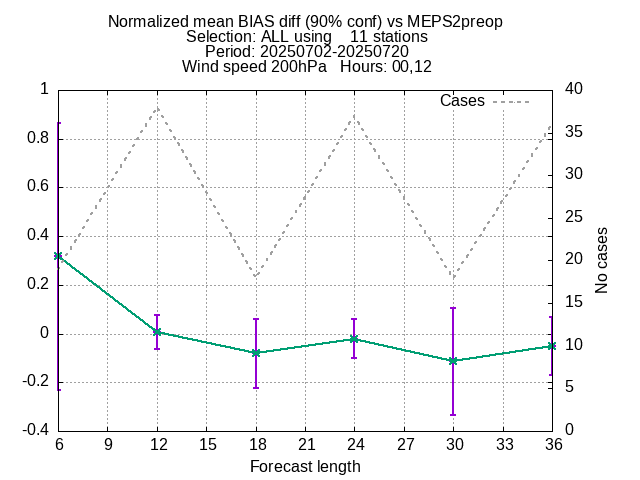 Normalized mean BIAS diff (90% conf) vs MEPS2preop
Selection: ALL using    11 stations
Period: 20250702-20250720
Wind speed 200hPa   Hours: 00,12
Cases
1
0.8
0.6
0.4
0.2
0
-0.2
-0.4
40
35
30
25
20
15
10
5
0
No cases
6 9 12 15 18 21 24 27 30 33 36
Forecast length